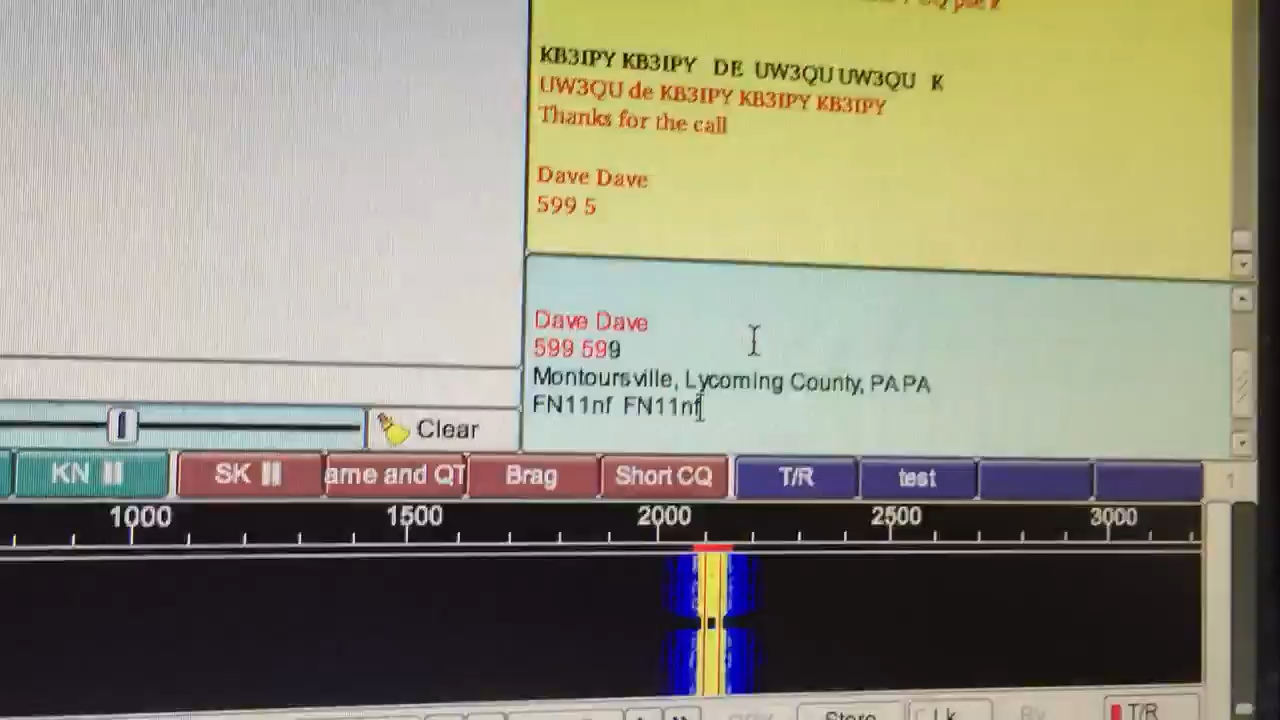 KB3IPY KB3IPY DE UW3QU UW3QU K
UW3QU de KB3IPY KB3IPY KB3IPY
Thanks for the call
Dave Dave
599 5
Dave Dave
599 599
Montoursville, Lycoming County, PA PA
FN11nf FN11nf
Clear
KN
SK
ame and QT
Brag
Short CQ
T/R
test
1
1000
1500
2000
2500
3000
Store
Lk
T/R